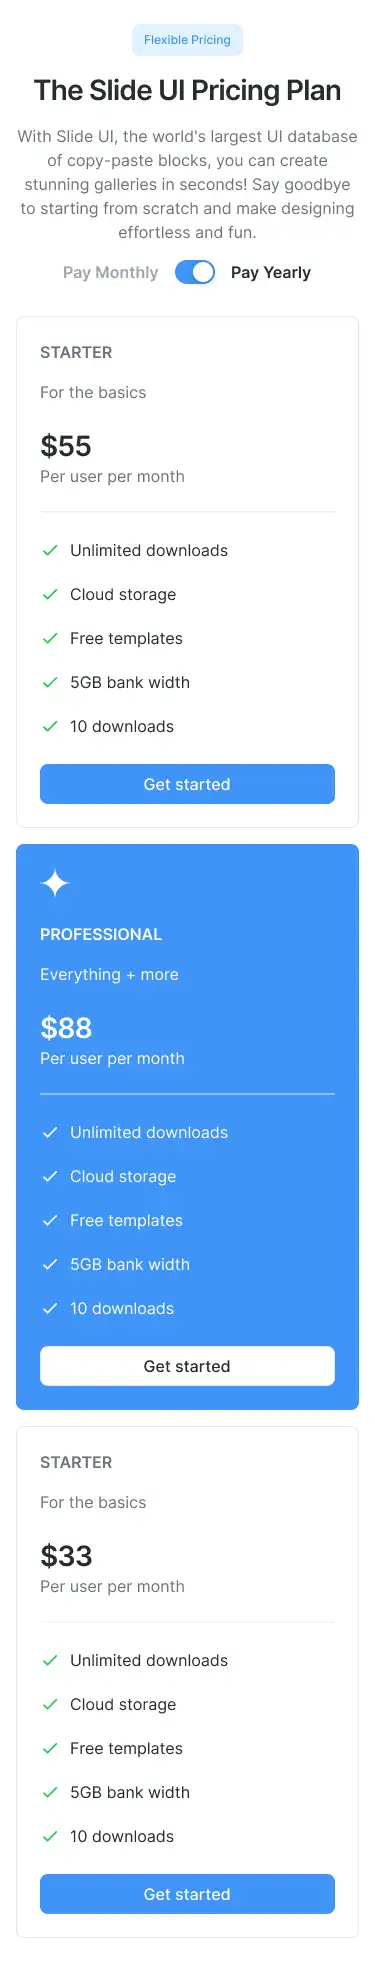 Flexible Pricing
The Slide UI Pricing Plan
With Slide UI, the world's largest UI database
of copy-paste blocks, you can create
stunning galleries in seconds! Say goodbye
to starting from scratch and make designing
effortless and fun.
Pay Monthly Pay Yearly
STARTER
For the basics
$55
Per user per month
Unlimited downloads
Cloud storage
Free templates
5GB bank width
10 downloads
Get started
PROFESSIONAL
Everything + more
$88
Per user per month
Unlimited downloads
Cloud storage
Free templates
5GB bank width
10 downloads
Get started
STARTER
For the basics
$33
Per user per month
Unlimited downloads
Cloud storage
Free templates
5GB bank width
10 downloads
Get started